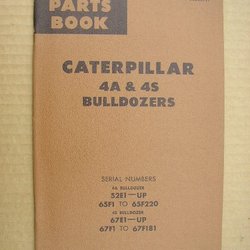 PARTS
BOOK
CATERPILLAR
4A & 4S
BULLDOZERS
SERIAL NUMBERS
4A BULLDOZER
52E1—UP
65F1 TO 65F220
4S BULLDOZER
67E1—UP
67F1 TO 67F181